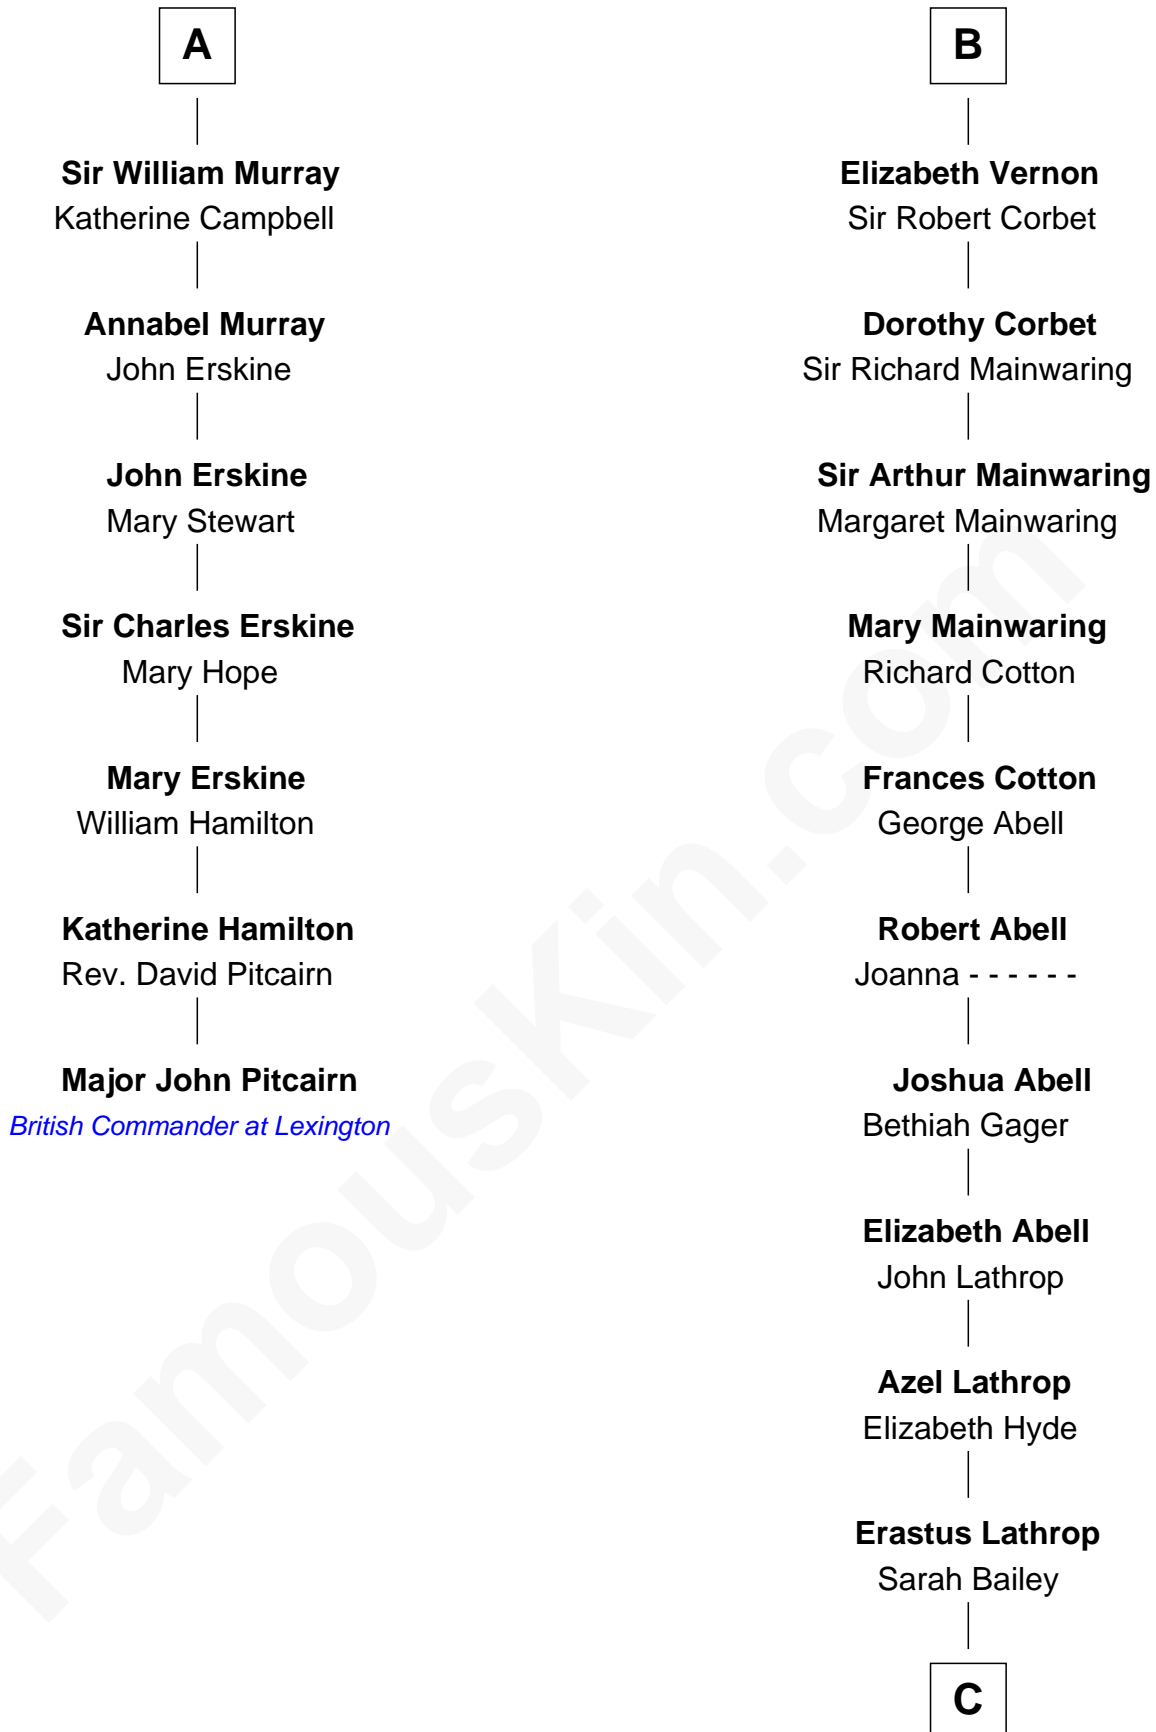 A
Sir William Murray
Katherine Campbell
Annabel Murray
John Erskine
John Erskine
Mary Stewart
Sir Charles Erskine
Mary Hope
Mary Erskine
William Hamilton
Katherine Hamilton
Rev. David Pitcairn
Major John Pitcairn
British Commander at Lexington
B
Elizabeth Vernon
Sir Robert Corbet
Dorothy Corbet
Sir Richard Mainwaring
Sir Arthur Mainwaring
Margaret Mainwaring
Mary Mainwaring
Richard Cotton
Frances Cotton
George Abell
Robert Abell
Joanna - - - - - -
Joshua Abell
Bethiah Gager
Elizabeth Abell
John Lathrop
Azel Lathrop
Elizabeth Hyde
Erastus Lathrop
Sarah Bailey
C
FamousKin.com